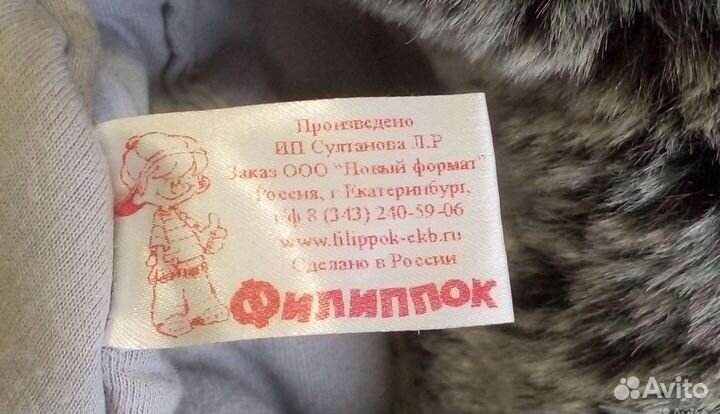 Произведено
ИП Султанова Л.Р
Заказ ООО "Новый формат"
Россия, г Екатеринбург,
т/ф 8 (343) 240-59-06
www.filippok-ekb.ru
Сделано в России
Филиппок
Avito